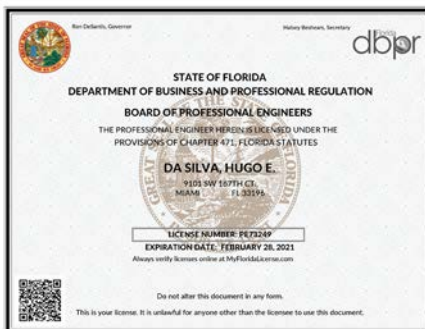 Ron DeSantis, Governor
Halsey Beshears, Secretary
Florida
dbpr
STATE OF FLORIDA
DEPARTMENT OF BUSINESS AND PROFESSIONAL REGULATION
BOARD OF PROFESSIONAL ENGINEERS
THE PROFESSIONAL ENGINEER HEREIN IS LICENSED UNDER THE
PROVISIONS OF CHAPTER 471, FLORIDA STATUTES
DA SILVA, HUGO E.
9101 SW 167TH CT.
MIAMI FL 33196
LICENSE NUMBER: PE73249
EXPIRATION DATE: FEBRUARY 28, 2021
Always verify licenses online at MyFloridaLicense.com
Do not alter this document in any form.
This is your license. It is unlawful for anyone other than the licensee to use this document.